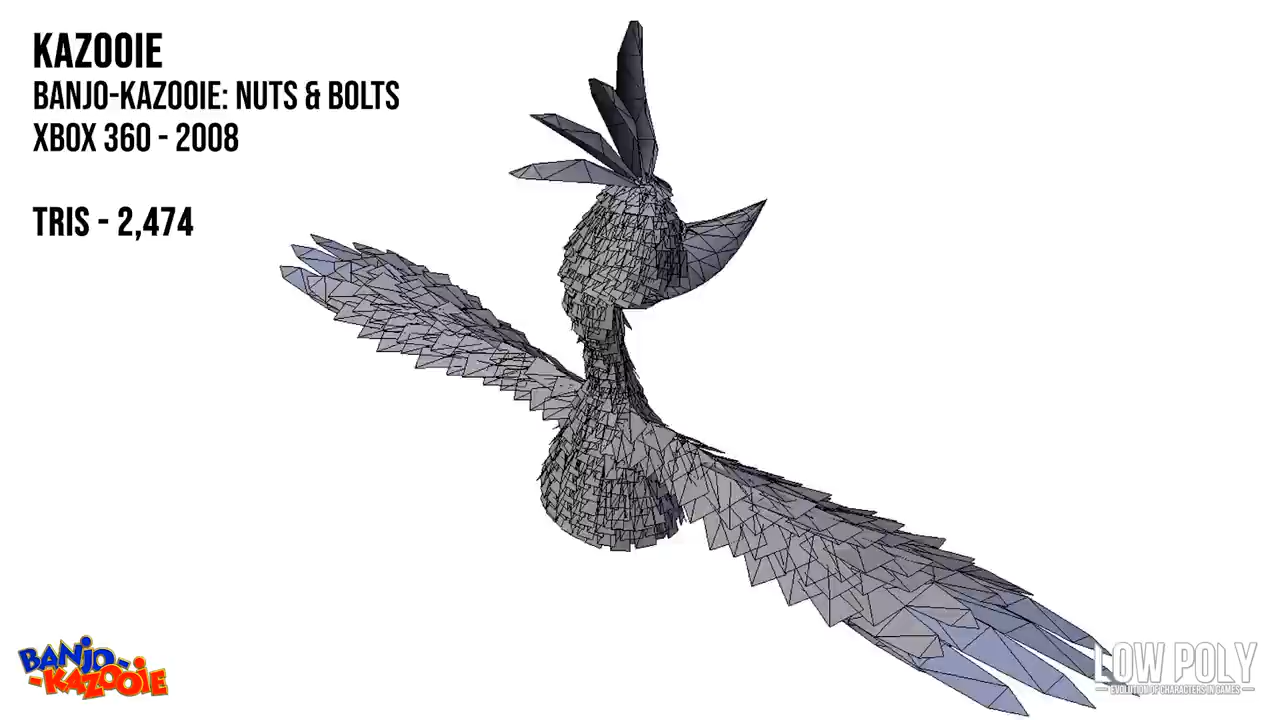 KAZOOIE
BANJO-KAZOOIE: NUTS & BOLTS
XBOX 360 - 2008
TRIS - 2,474
BANJO-
-KAZOOIE
LOW POLY
EVOLUTION OF CHARACTERS IN GAMES